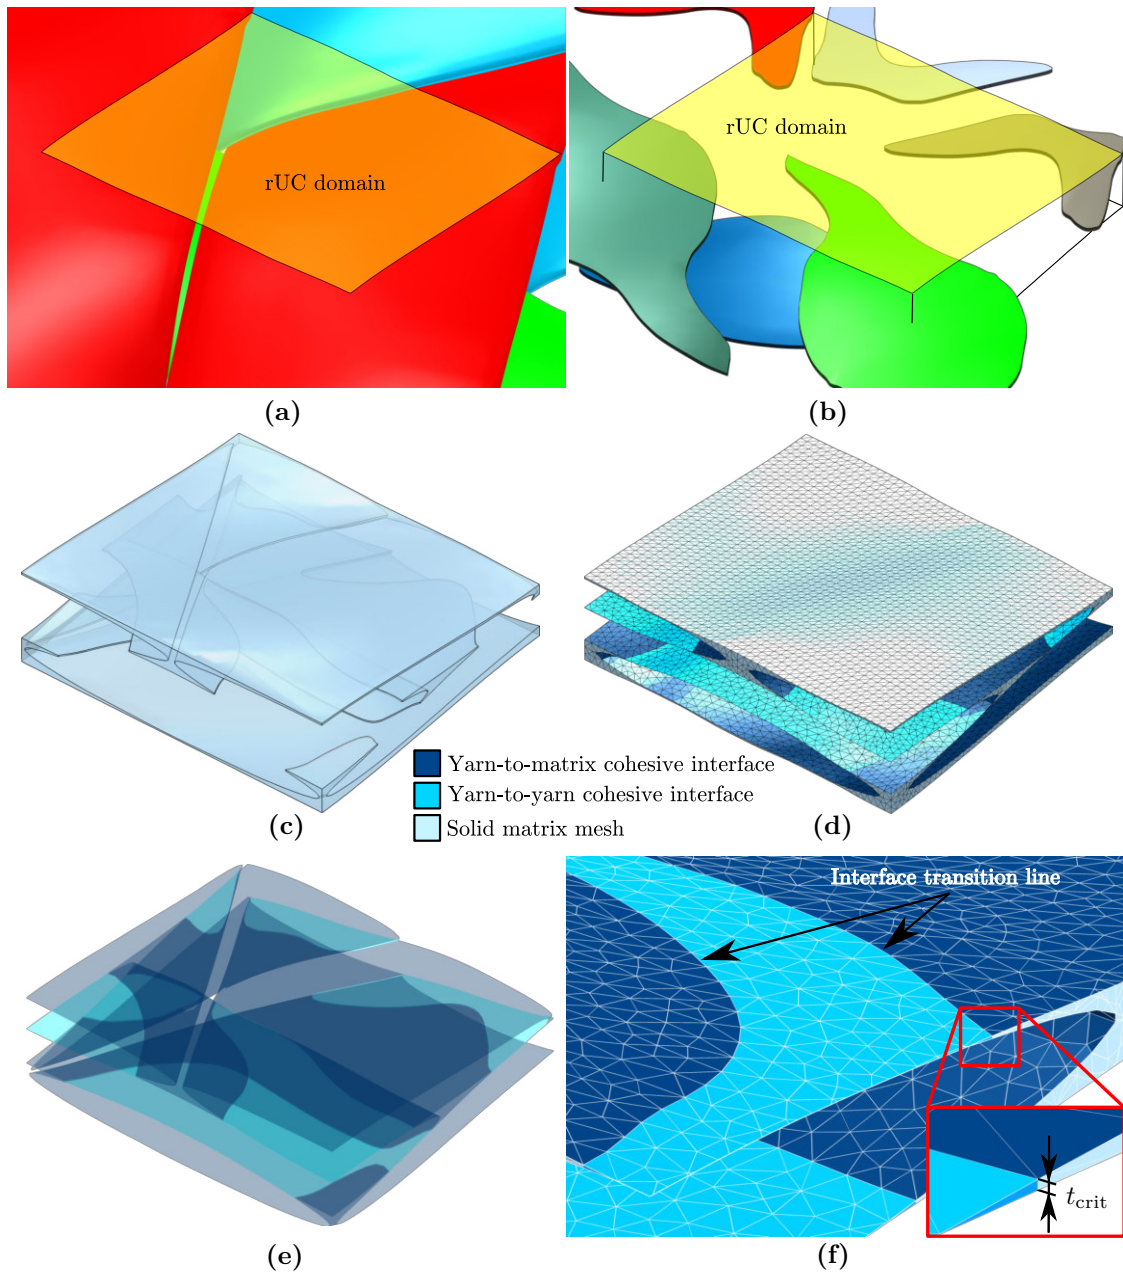 rUC domain
rUC domain
(a)
(b)
Yarn-to-matrix cohesive interface
Yarn-to-yarn cohesive interface
Solid matrix mesh
(c)
(d)
Interface transition line
t_crit
(e)
(f)